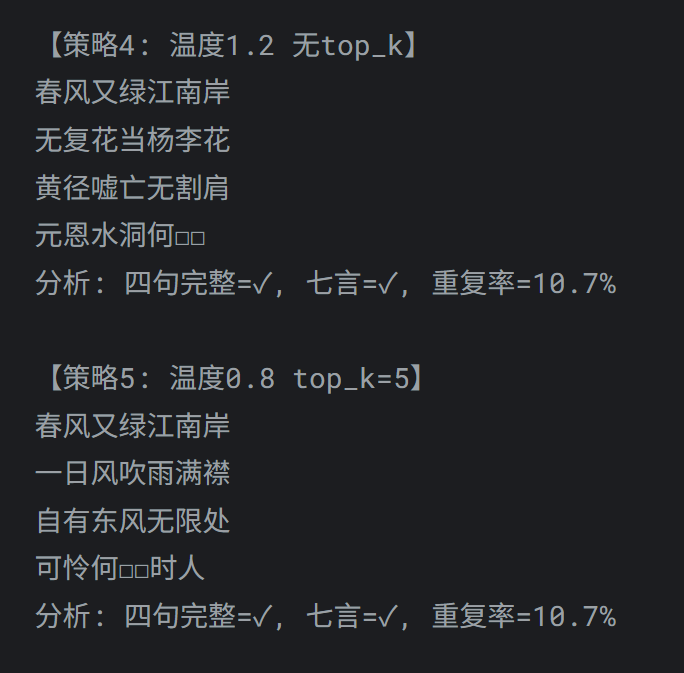 【策略4: 温度1.2 无top_k】
春风又绿江南岸
无复花当杨李花
黄径嘘亡无割肩
元恩水洞何□□
分析: 四句完整=✓, 七言=✓, 重复率=10.7%
【策略5: 温度0.8 top_k=5】
春风又绿江南岸
一日风吹雨满襟
自有东风无限处
可怜何□□时人
分析: 四句完整=✓, 七言=✓, 重复率=10.7%